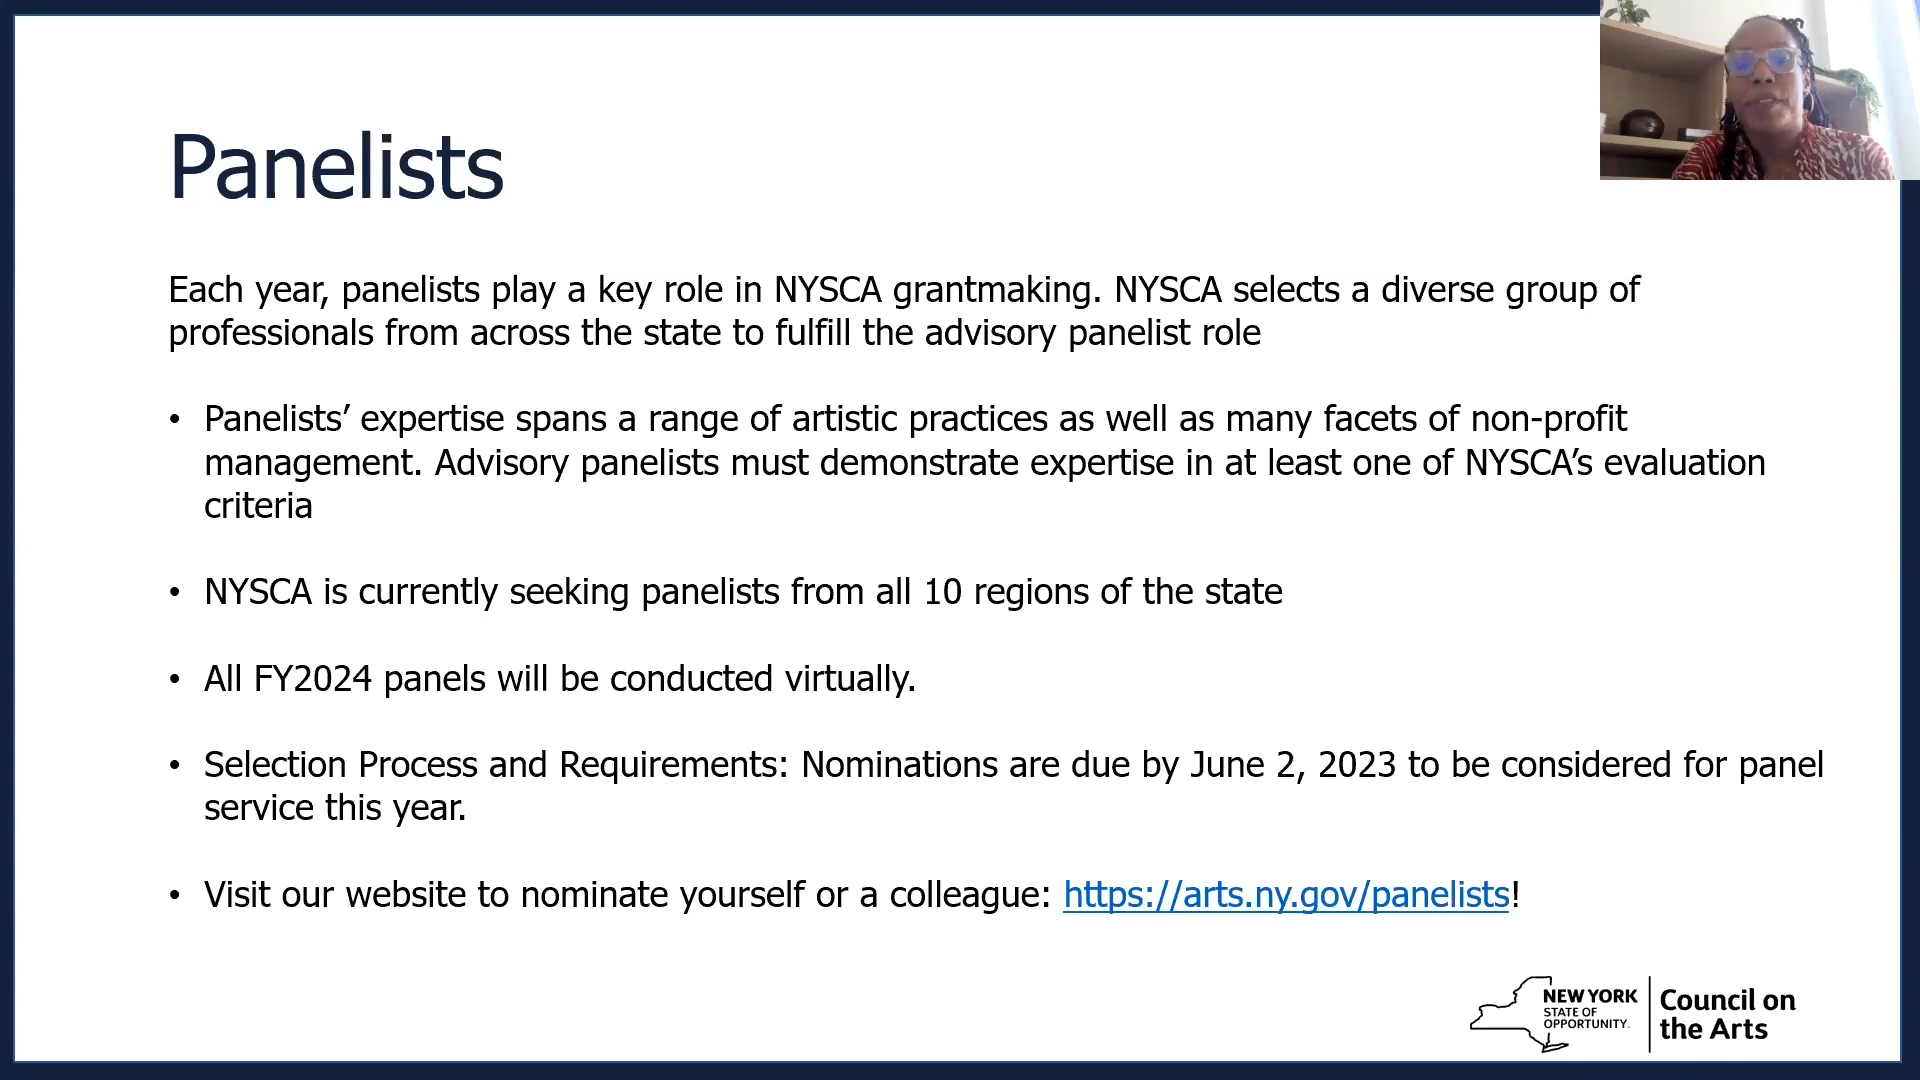 Panelists
Each year, panelists play a key role in NYSCA grantmaking. NYSCA selects a diverse group of
professionals from across the state to fulfill the advisory panelist role
• Panelists’ expertise spans a range of artistic practices as well as many facets of non-profit
management. Advisory panelists must demonstrate expertise in at least one of NYSCA’s evaluation
criteria
• NYSCA is currently seeking panelists from all 10 regions of the state
• All FY2024 panels will be conducted virtually.
• Selection Process and Requirements: Nominations are due by June 2, 2023 to be considered for panel
service this year.
• Visit our website to nominate yourself or a colleague: https://arts.ny.gov/panelists!
NEW YORK
STATE OF
OPPORTUNITY.
Council on
the Arts